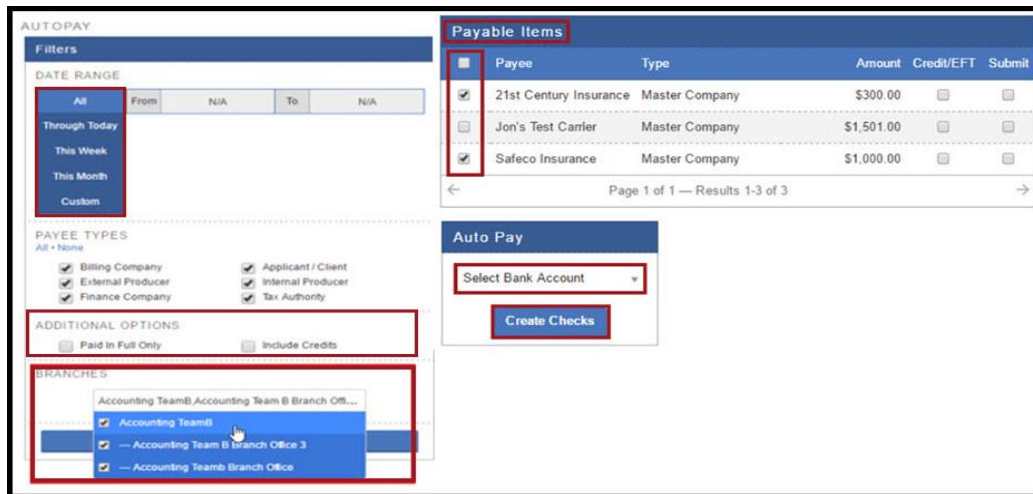 AUTOPAY
Filters
DATE RANGE
All From N/A To N/A
Through Today
This Week
This Month
Custom
PAYEE TYPES
All • None
Billing Company Applicant / Client
External Producer Internal Producer
Finance Company Tax Authority
ADDITIONAL OPTIONS
Paid In Full Only Include Credits
BRANCHES
Accounting TeamB,Accounting Team B Branch Offi...
Accounting TeamB
--- Accounting Team B Branch Office 3
--- Accounting Teamb Branch Office
Payable Items
Payee Type Amount Credit/EFT Submit
21st Century Insurance Master Company $300.00
Jon's Test Carrier Master Company $1,501.00
Safeco Insurance Master Company $1,000.00
← Page 1 of 1 — Results 1-3 of 3 →
Auto Pay
Select Bank Account
Create Checks